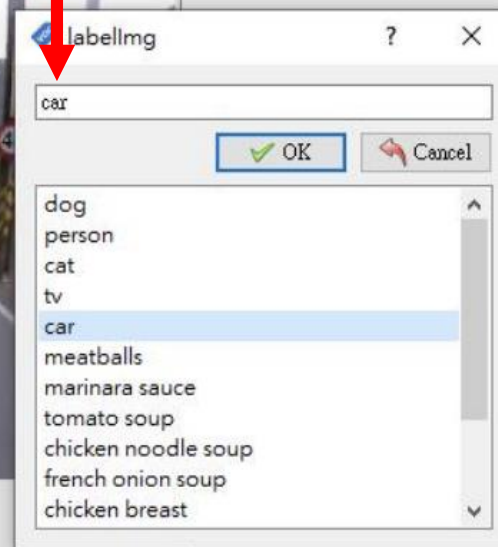 labelImg
?
car
OK
Cancel
dog
person
cat
tv
car
meatballs
marinara sauce
tomato soup
chicken noodle soup
french onion soup
chicken breast